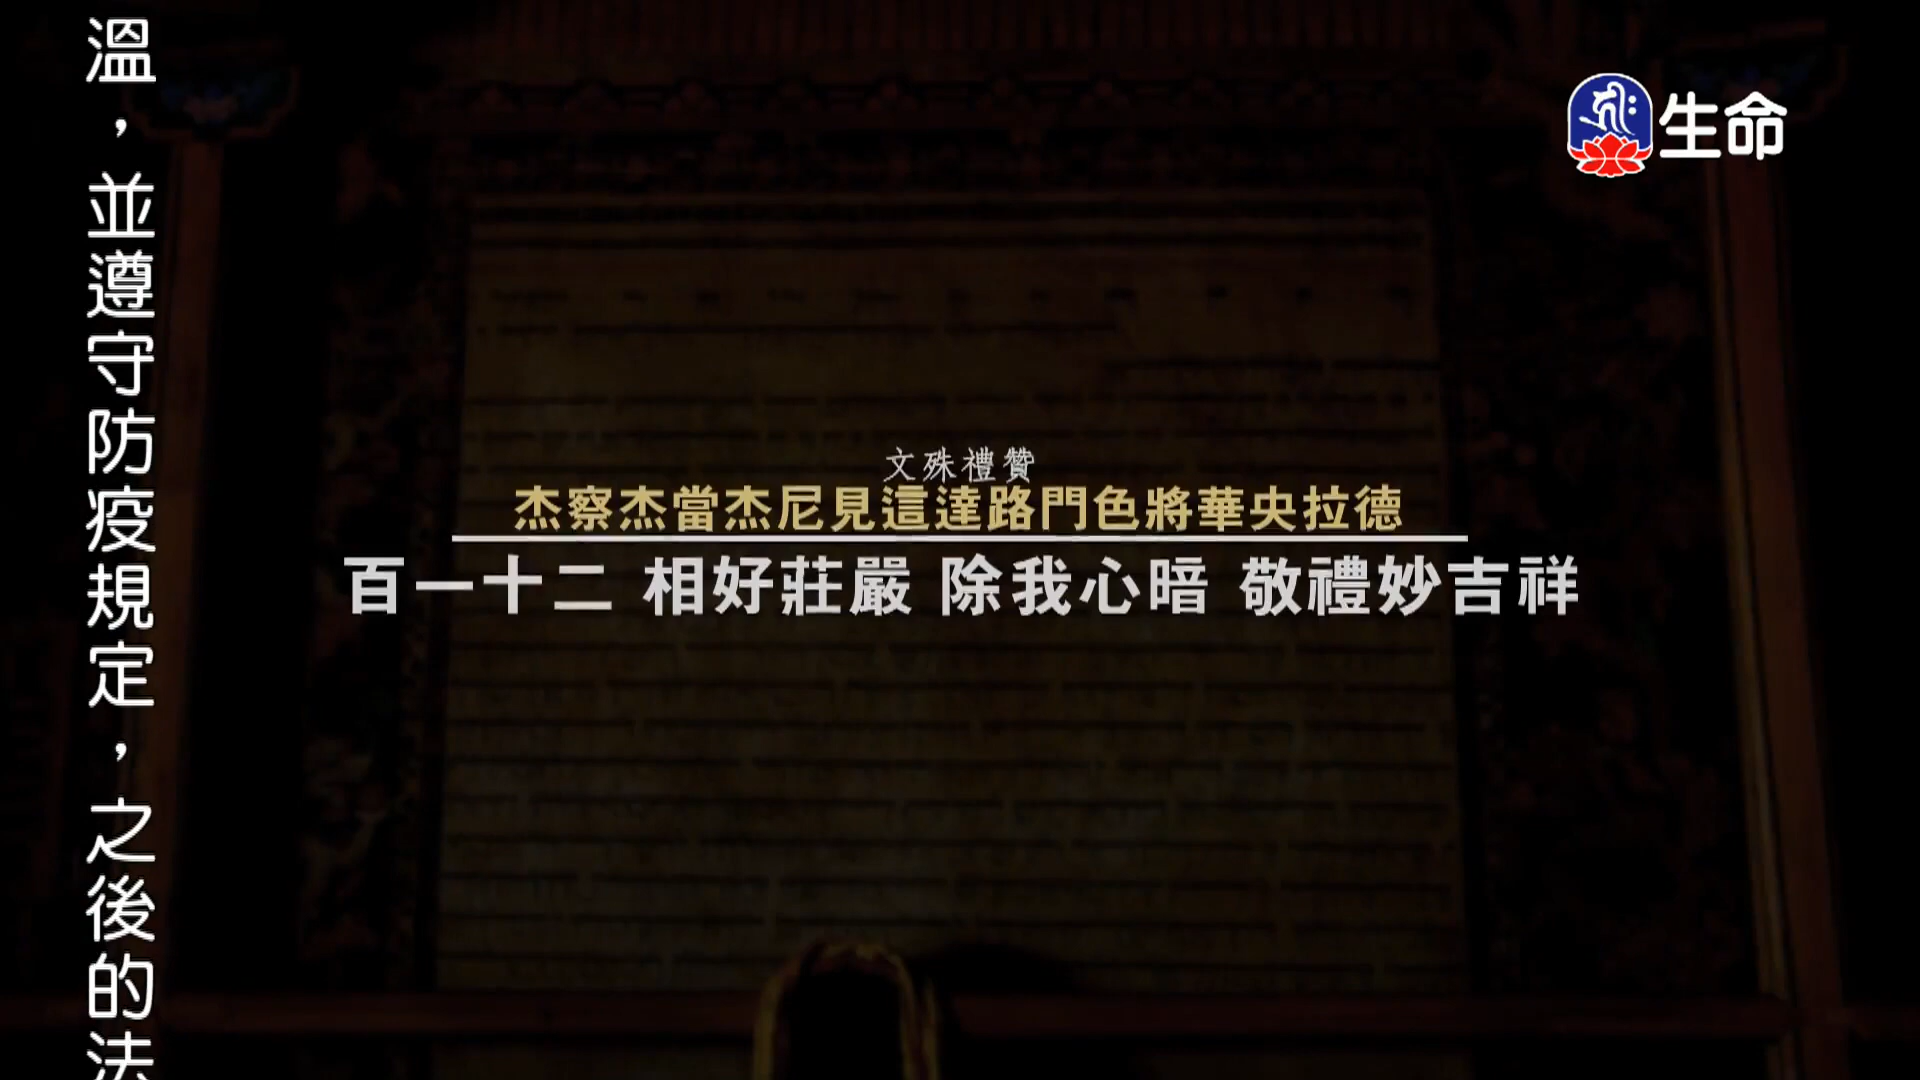 溫，並遵守防疫規定，之後的法
生命
文殊禮贊
杰察杰當杰尼見這達路門色將華央拉德
百一十二 相好莊嚴 除我心暗 敬禮妙吉祥